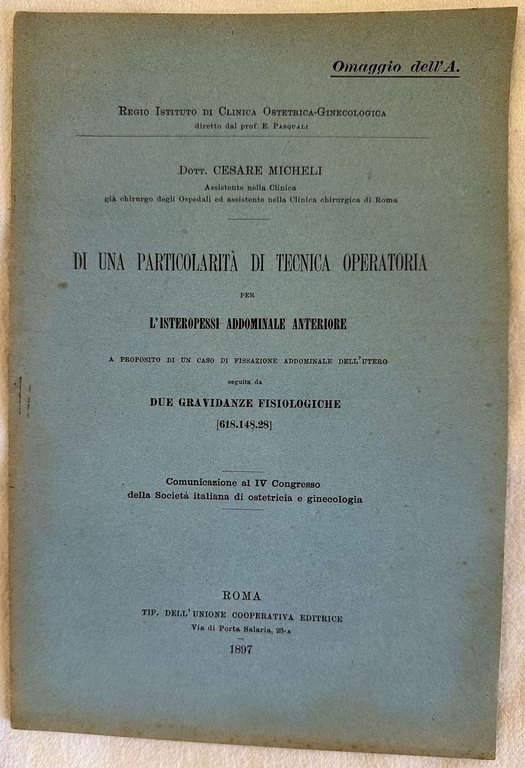 Omaggio dell'A.
Regio Istituto di Clinica Ostetrica-Ginecologica
diretto dal prof. E. Pasquali
Dott. CESARE MICHELI
Assistente nella Clinica
già chirurgo degli Ospedali ed assistente nella Clinica chirurgica di Roma
DI UNA PARTICOLARITÀ DI TECNICA OPERATORIA
PER
L'ISTEROPESSI ADDOMINALE ANTERIORE
A PROPOSITO DI UN CASO DI FISSAZIONE ADDOMINALE DELL'UTERO
seguita da
DUE GRAVIDANZE FISIOLOGICHE
[618.148.28]
Comunicazione al IV Congresso
della Società italiana di ostetricia e ginecologia
ROMA
TIP. DELL'UNIONE COOPERATIVA EDITRICE
Via di Porta Salaria, 23-A
1897